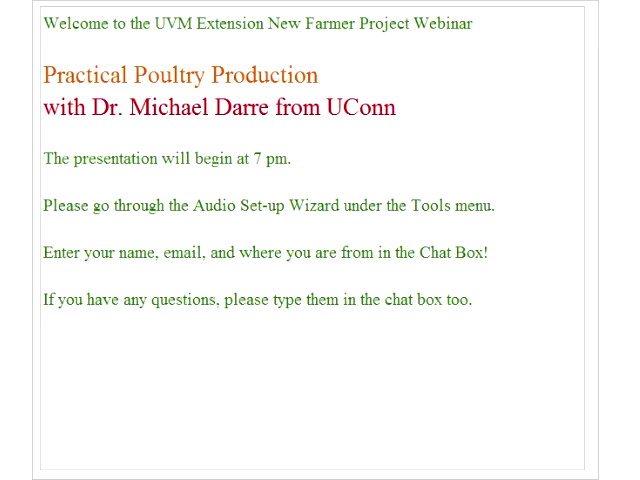 Welcome to the UVM Extension New Farmer Project Webinar
Practical Poultry Production
with Dr. Michael Darre from UConn
The presentation will begin at 7 pm.
Please go through the Audio Set-up Wizard under the Tools menu.
Enter your name, email, and where you are from in the Chat Box!
If you have any questions, please type them in the chat box too.